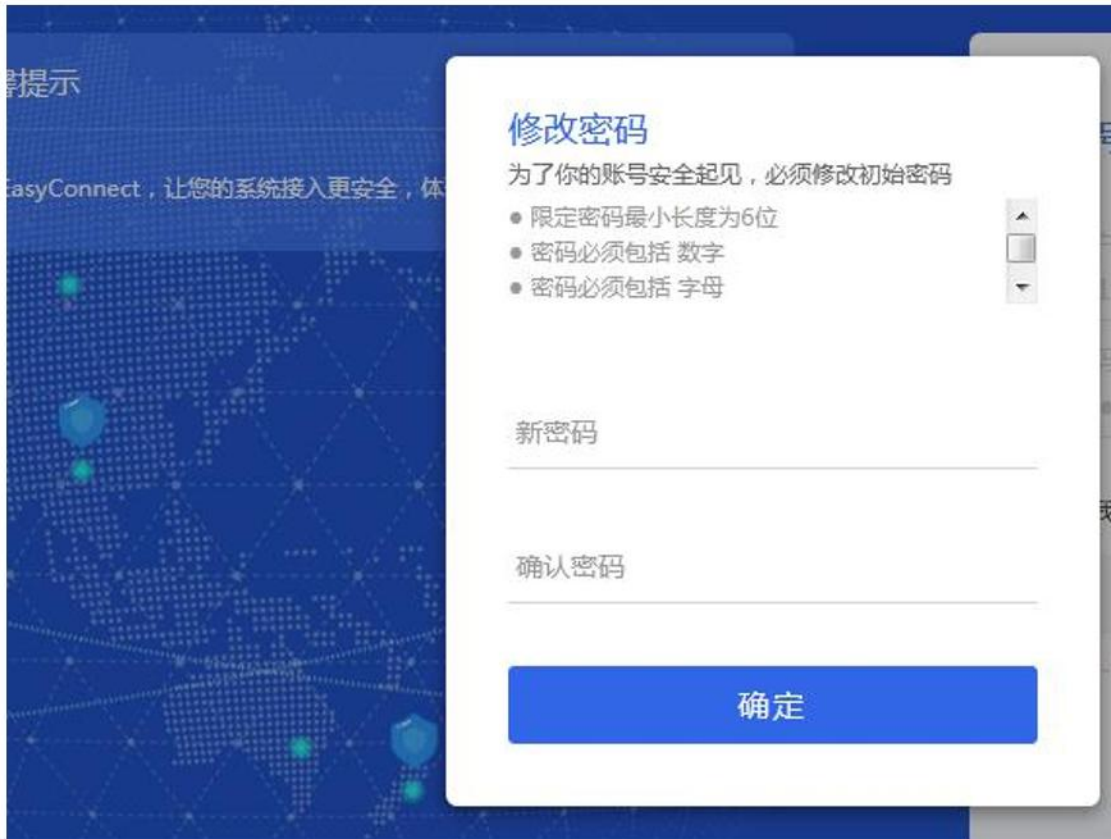 提示
修改密码
为了你的账号安全起见，必须修改初始密码
EasyConnect，让您的系统接入更安全，体
● 限定密码最小长度为6位
● 密码必须包括 数字
● 密码必须包括 字母
新密码
确认密码
确定